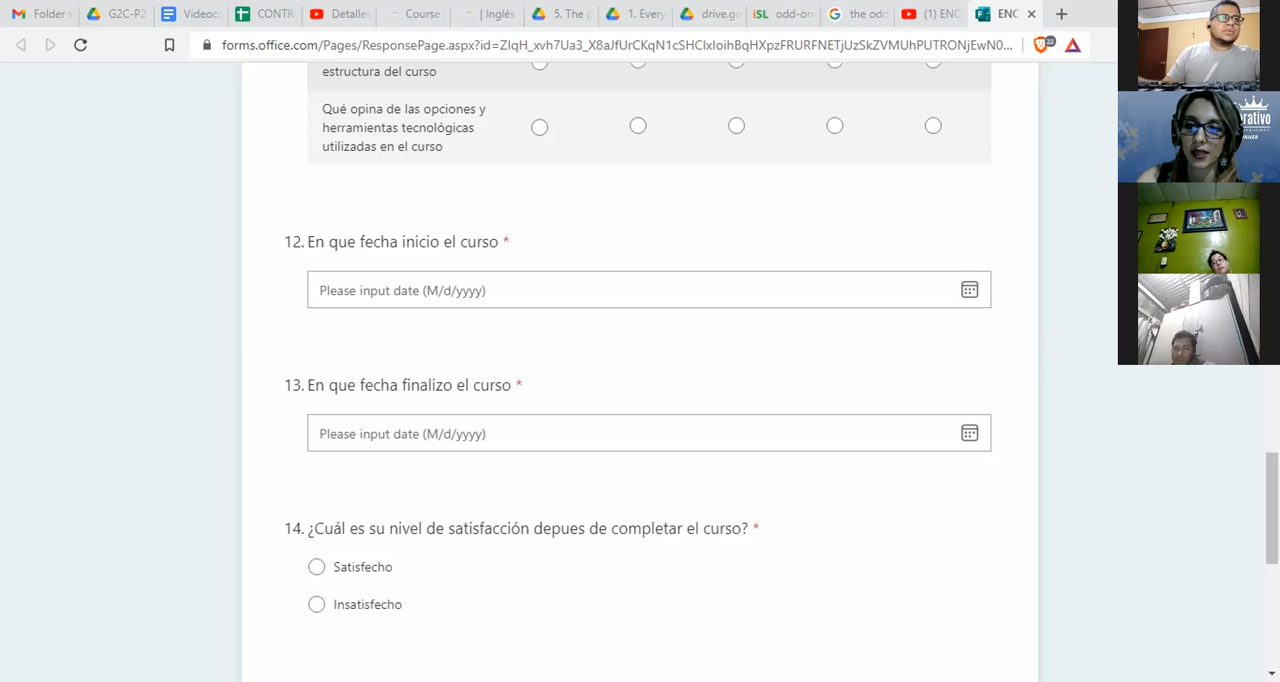 Folder s
G2C-P2
Videoc
CONTR
Detalles
Course
| Inglés
5. The p
1. Every
drive.go
odd-on
the odd
(1) ENC
ENC
forms.office.com/Pages/ResponsePage.aspx?id=ZIqH_xvh7Ua3_X8aJfUrCKqN1cSHClxIoihBqHXpzFRURFNETjUzSkZVMUhPUTRONjEwN0...
22
estructura del curso
Qué opina de las opciones y
herramientas tecnológicas
utilizadas en el curso
12. En que fecha inicio el curso *
Please input date (M/d/yyyy)
13. En que fecha finalizo el curso *
Please input date (M/d/yyyy)
14. ¿Cuál es su nivel de satisfacción depues de completar el curso? *
Satisfecho
Insatisfecho